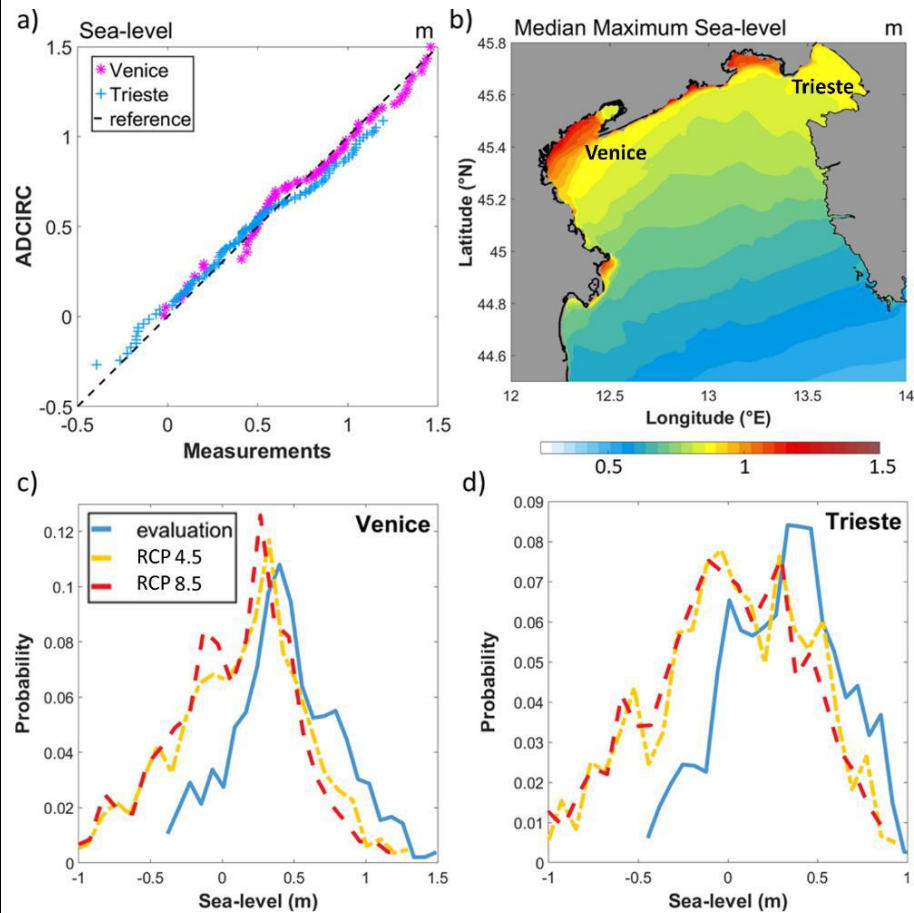 a) Sea-level m
Venice
Trieste
reference
1.5
1
0.5
0
-0.5
-0.5 0 0.5 1 1.5
ADCIRC
Measurements
b) Median Maximum Sea-level m
45.8
45.6
45.4
45.2
45
44.8
44.6
12 12.5 13 13.5 14
Latitude (°N)
Longitude (°E)
Trieste
Venice
0.5 1 1.5
c) Venice
evaluation
RCP 4.5
RCP 8.5
0.12
0.1
0.08
0.06
0.04
0.02
0
-1 -0.5 0 0.5 1 1.5
Probability
Sea-level (m)
d) Trieste
0.09
0.08
0.07
0.06
0.05
0.04
0.03
0.02
0.01
0
-1 -0.5 0 0.5 1
Probability
Sea-level (m)